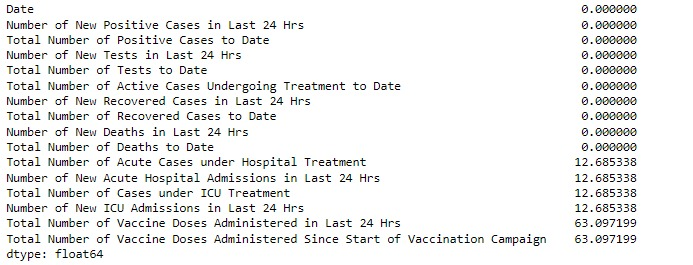 Date 0.000000
Number of New Positive Cases in Last 24 Hrs 0.000000
Total Number of Positive Cases to Date 0.000000
Number of New Tests in Last 24 Hrs 0.000000
Total Number of Tests to Date 0.000000
Total Number of Active Cases Undergoing Treatment to Date 0.000000
Number of New Recovered Cases in Last 24 Hrs 0.000000
Total Number of Recovered Cases to Date 0.000000
Number of New Deaths in Last 24 Hrs 0.000000
Total Number of Deaths to Date 0.000000
Total Number of Acute Cases under Hospital Treatment 12.685338
Number of New Acute Hospital Admissions in Last 24 Hrs 12.685338
Total Number of Cases under ICU Treatment 12.685338
Number of New ICU Admissions in Last 24 Hrs 12.685338
Total Number of Vaccine Doses Administered in Last 24 Hrs 63.097199
Total Number of Vaccine Doses Administered Since Start of Vaccination Campaign 63.097199
dtype: float64